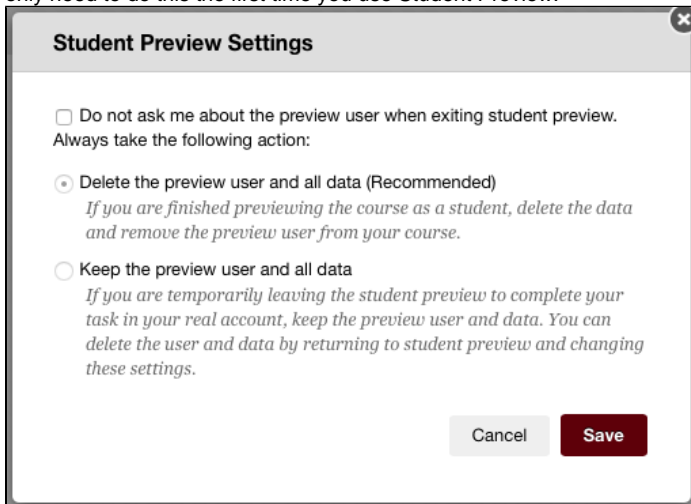 only need to do this the first time you use Student Preview.
Student Preview Settings
Do not ask me about the preview user when exiting student preview.
Always take the following action:
Delete the preview user and all data (Recommended)
If you are finished previewing the course as a student, delete the data
and remove the preview user from your course.
Keep the preview user and all data
If you are temporarily leaving the student preview to complete your
task in your real account, keep the preview user and data. You can
delete the user and data by returning to student preview and changing
these settings.
Cancel Save